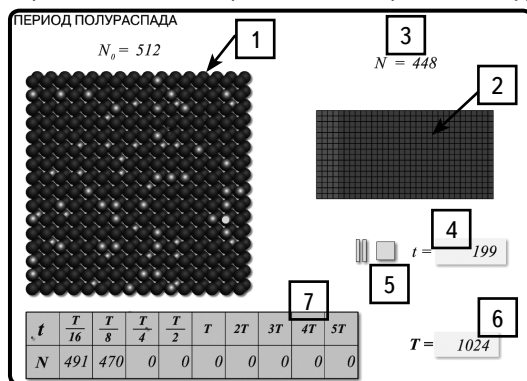 ПЕРИОД ПОЛУРАСПАДА
1
3
N₀ = 512
N = 448
2
4
t = 199
5
7
6
t T/16 T/8 T/4 T/2 T 2T 3T 4T 5T
T = 1024
N 491 470 0 0 0 0 0 0 0